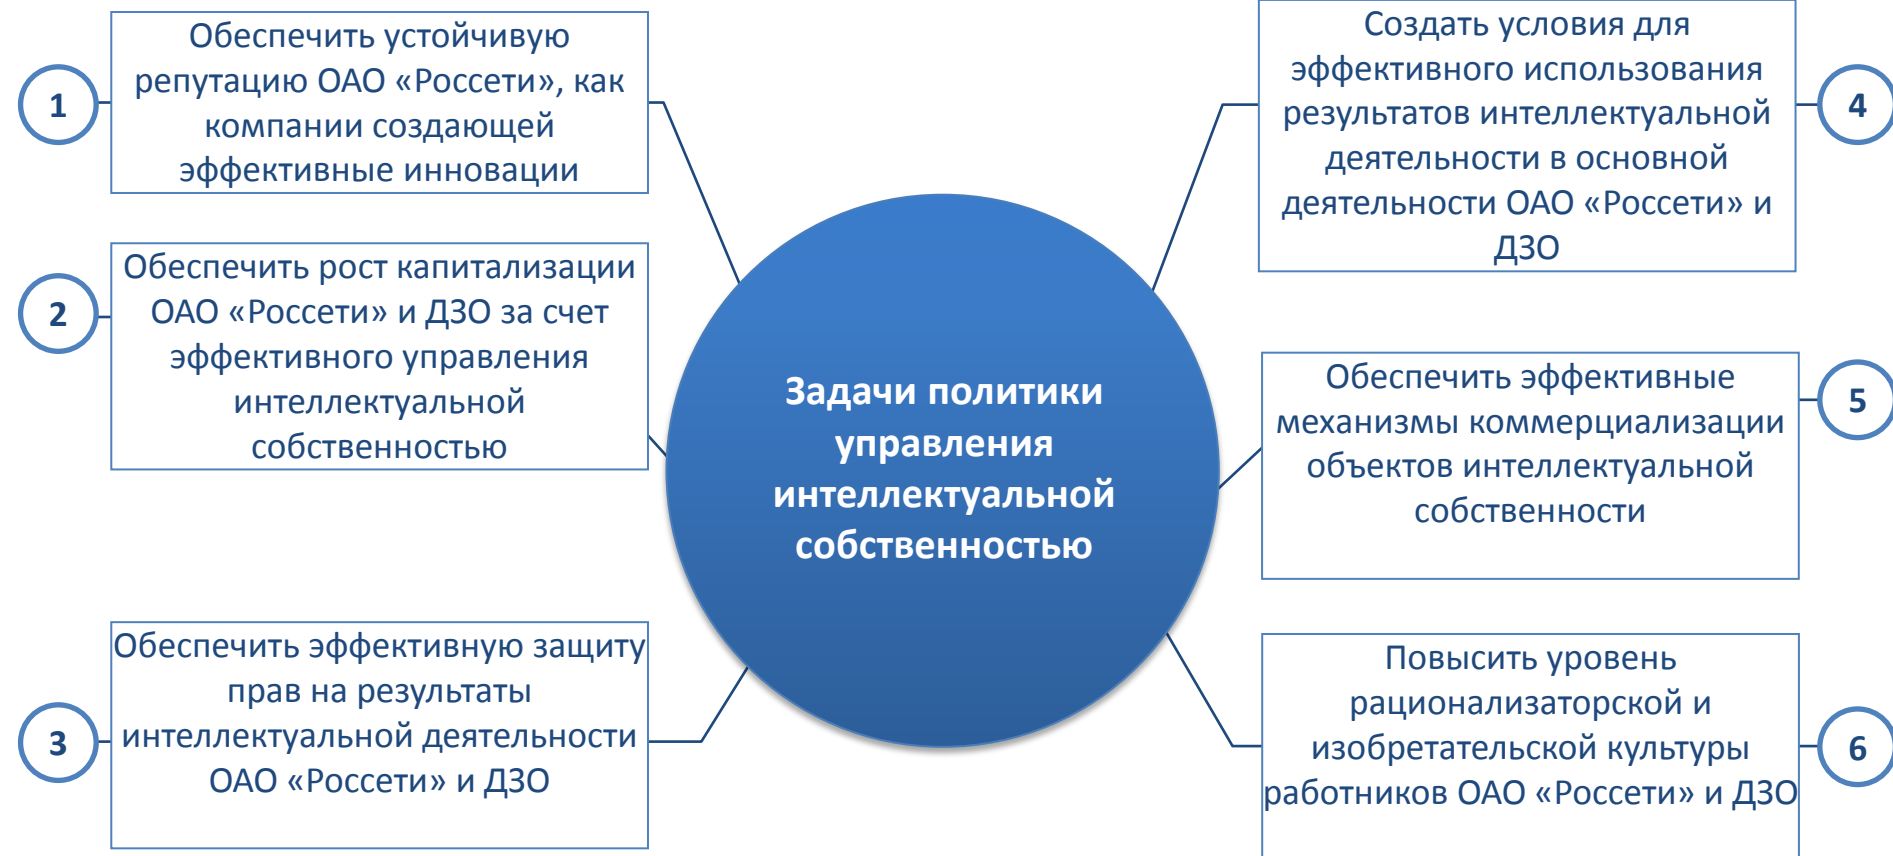 1
Обеспечить устойчивую
репутацию ОАО «Россети», как
компании создающей
эффективные инновации
2
Обеспечить рост капитализации
ОАО «Россети» и ДЗО за счет
эффективного управления
интеллектуальной
собственностью
3
Обеспечить эффективную защиту
прав на результаты
интеллектуальной деятельности
ОАО «Россети» и ДЗО
Задачи политики
управления
интеллектуальной
собственностью
4
Создать условия для
эффективного использования
результатов интеллектуальной
деятельности в основной
деятельности ОАО «Россети» и
ДЗО
5
Обеспечить эффективные
механизмы коммерциализации
объектов интеллектуальной
собственности
6
Повысить уровень
рационализаторской и
изобретательской культуры
работников ОАО «Россети» и ДЗО